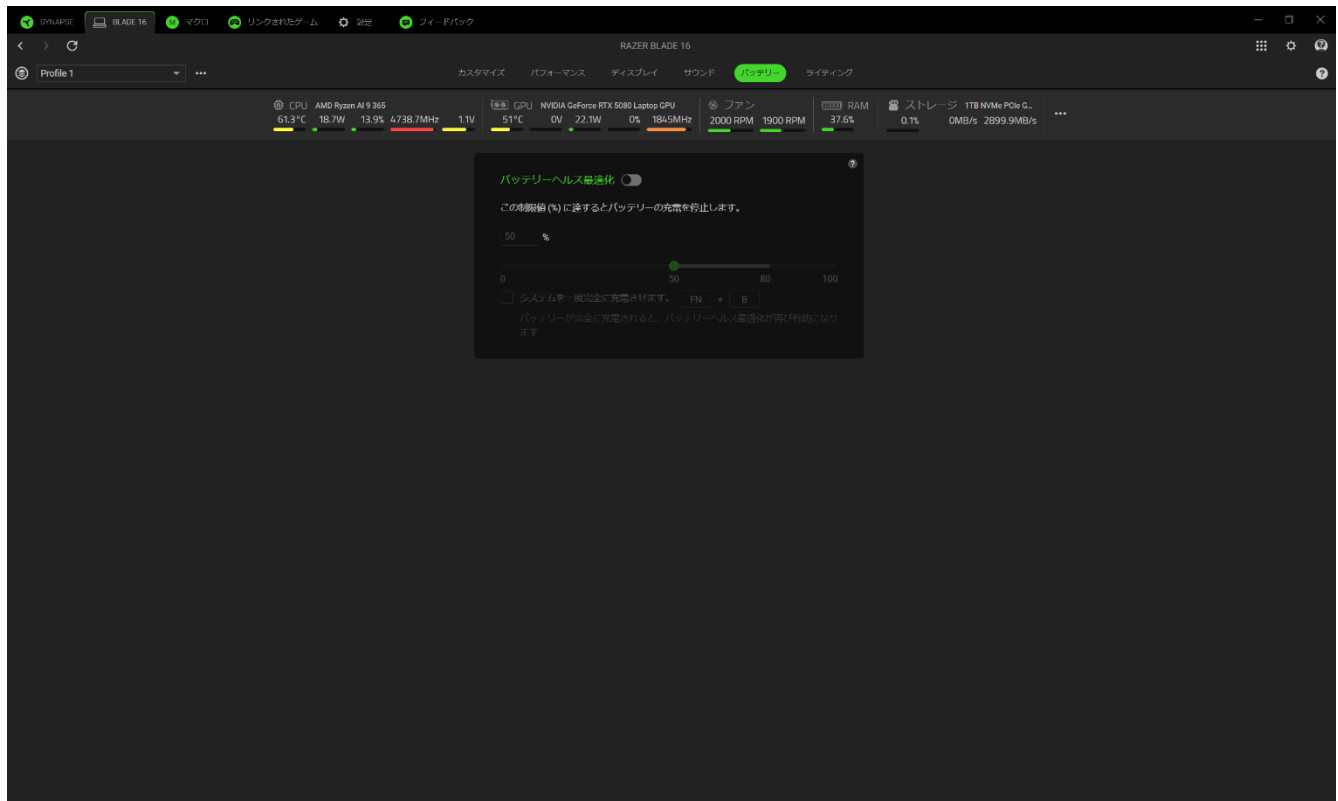 SYNAPSE BLADE 16 マクロ リンクされたゲーム 設定 フィードバック
RAZER BLADE 16
Profile 1 カスタマイズ パフォーマンス ディスプレイ サウンド バッテリー ライティング
CPU AMD Ryzen AI 9 365 GPU NVIDIA GeForce RTX 5080 Laptop GPU ファン RAM ストレージ 1TB NVMe PCIe G...
61.3°C 18.7W 13.9% 4738.7MHz 1.1V 51°C 0V 22.1W 0% 1845MHz 2000 RPM 1900 RPM 37.6% 0.1% 0MB/s 2899.9MB/s
バッテリーヘルス最適化
この制限値 (%) に達するとバッテリーの充電を停止します。
50 %
0 50 80 100
システムを一度完全に充電させます。 FN + B
バッテリーが完全に充電されると、バッテリーヘルス最適化が再び有効になり
ます